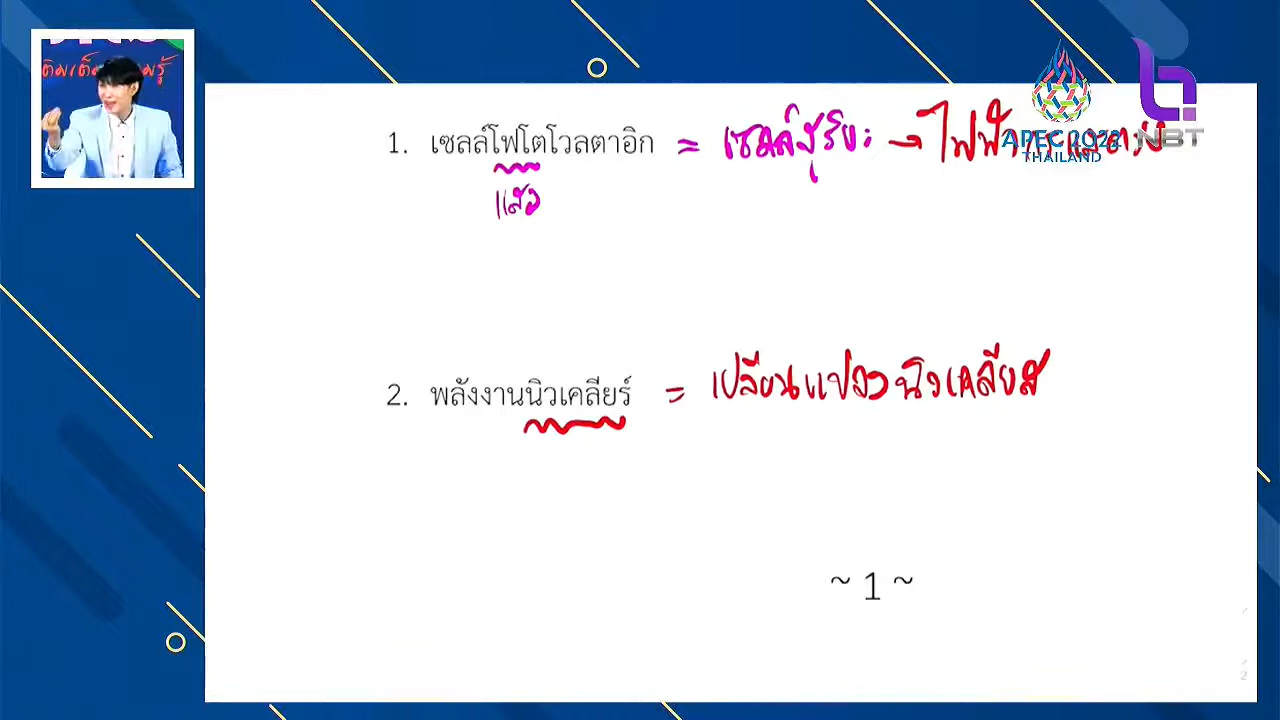 1. เซลล์โฟโตโวลตาอิก = เซลล์สุริยะ → ไฟฟ้า
แสง
APEC 2022
THAILAND
NBT
2. พลังงานนิวเคลียร์ = เปลี่ยนแปลงนิวเคลียส
~ 1 ~